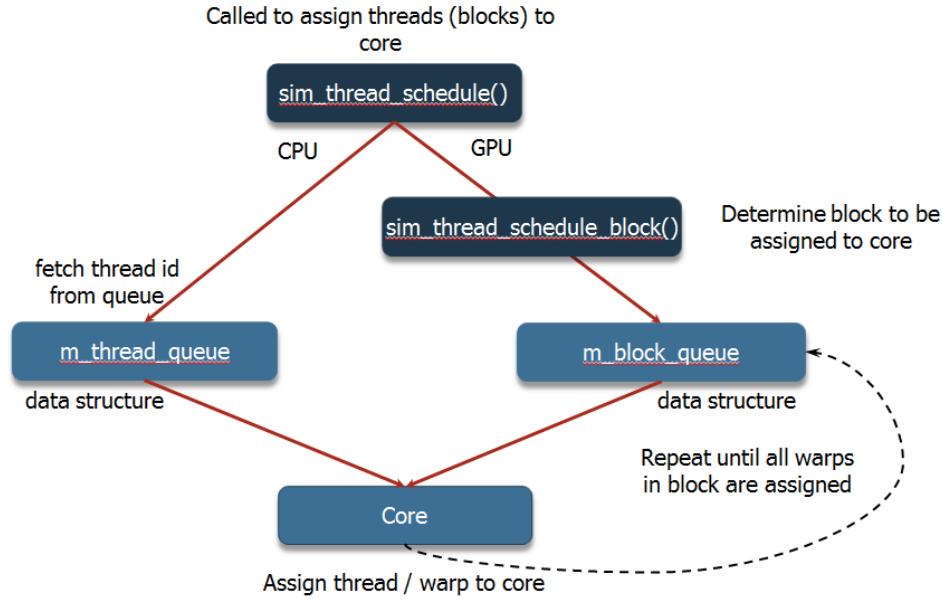 Called to assign threads (blocks) to
core
sim_thread_schedule()
CPU
GPU
sim_thread_schedule_block()
Determine block to be
assigned to core
fetch thread id
from queue
m_thread_queue
m_block_queue
data structure
data structure
Repeat until all warps
in block are assigned
Core
Assign thread / warp to core